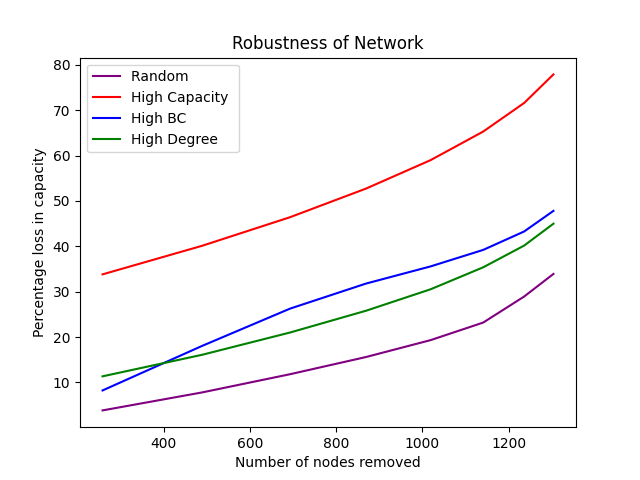 Robustness of Network
Percentage loss in capacity
80
70
60
50
40
30
20
10
Random
High Capacity
High BC
High Degree
400 600 800 1000 1200
Number of nodes removed